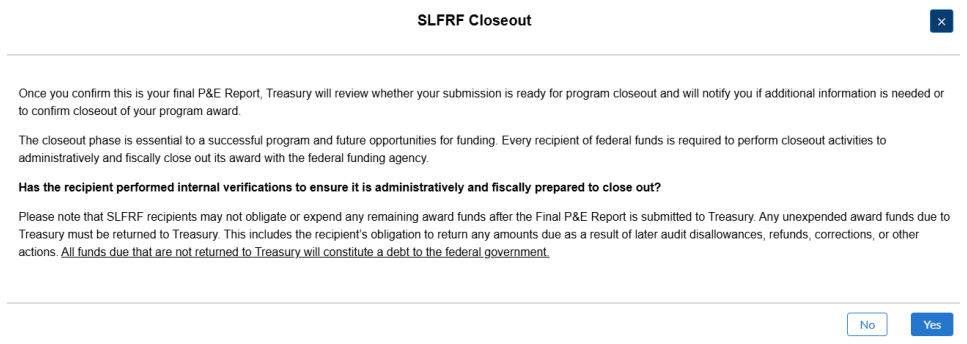 SLFRF Closeout
×
Once you confirm this is your final P&E Report, Treasury will review whether your submission is ready for program closeout and will notify you if additional information is needed or
to confirm closeout of your program award.
The closeout phase is essential to a successful program and future opportunities for funding. Every recipient of federal funds is required to perform closeout activities to
administratively and fiscally close out its award with the federal funding agency.
Has the recipient performed internal verifications to ensure it is administratively and fiscally prepared to close out?
Please note that SLFRF recipients may not obligate or expend any remaining award funds after the Final P&E Report is submitted to Treasury. Any unexpended award funds due to
Treasury must be returned to Treasury. This includes the recipient's obligation to return any amounts due as a result of later audit disallowances, refunds, corrections, or other
actions. All funds due that are not returned to Treasury will constitute a debt to the federal government.
No
Yes